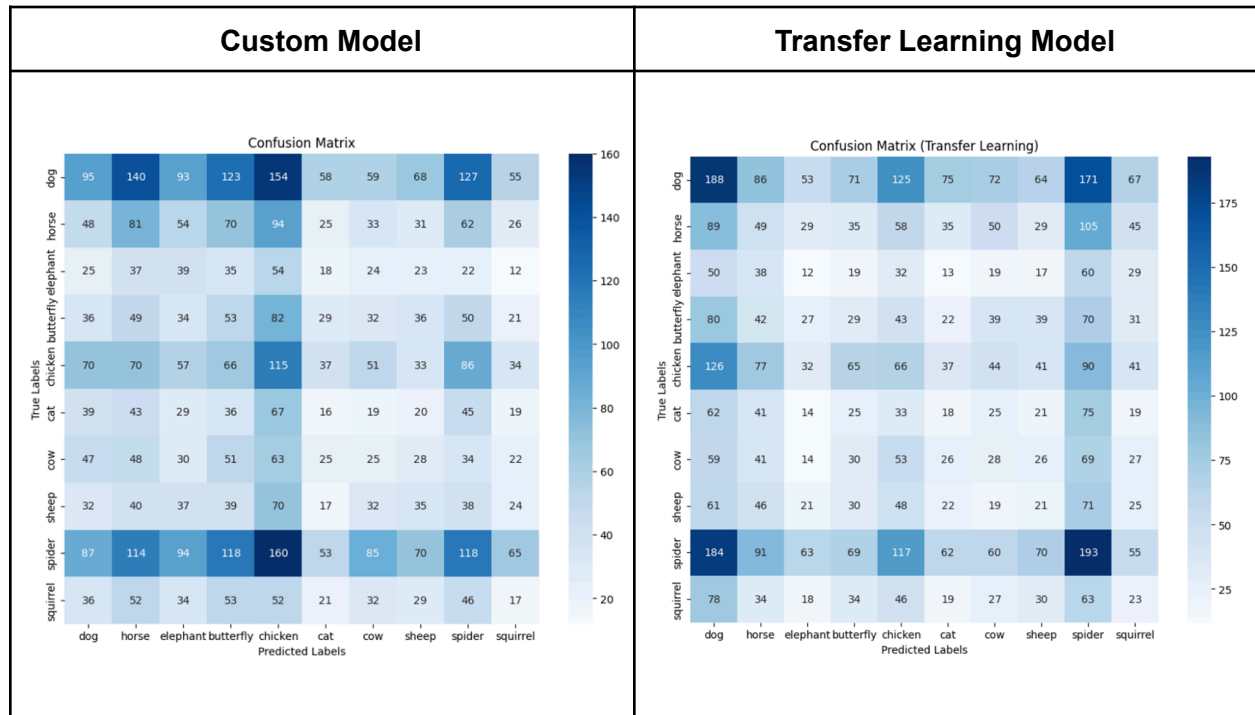 Custom Model
Transfer Learning Model
Confusion Matrix
True Labels
dog 95 140 93 123 154 58 59 68 127 55
horse 48 81 54 70 94 25 33 31 62 26
elephant 25 37 39 35 54 18 24 23 22 12
butterfly 36 49 34 53 82 29 32 36 50 21
chicken 70 70 57 66 115 37 51 33 86 34
cat 39 43 29 36 67 16 19 20 45 19
cow 47 48 30 51 63 25 25 28 34 22
sheep 32 40 37 39 70 17 32 35 38 24
spider 87 114 94 118 160 53 85 70 118 65
squirrel 36 52 34 53 52 21 32 29 46 17
dog horse elephant butterfly chicken cat cow sheep spider squirrel
Predicted Labels
160
140
120
100
80
60
40
20
Confusion Matrix (Transfer Learning)
True Labels
dog 188 86 53 71 125 75 72 64 171 67
horse 89 49 29 35 58 35 50 29 105 45
elephant 50 38 12 19 32 13 19 17 60 29
butterfly 80 42 27 29 43 22 39 39 70 31
chicken 126 77 32 65 66 37 44 41 90 41
cat 62 41 14 25 33 18 25 21 75 19
cow 59 41 14 30 53 26 28 26 69 27
sheep 61 46 21 30 48 22 19 21 71 25
spider 184 91 63 69 117 62 60 70 193 55
squirrel 78 34 18 34 46 19 27 30 63 23
dog horse elephant butterfly chicken cat cow sheep spider squirrel
Predicted Labels
175
150
125
100
75
50
25